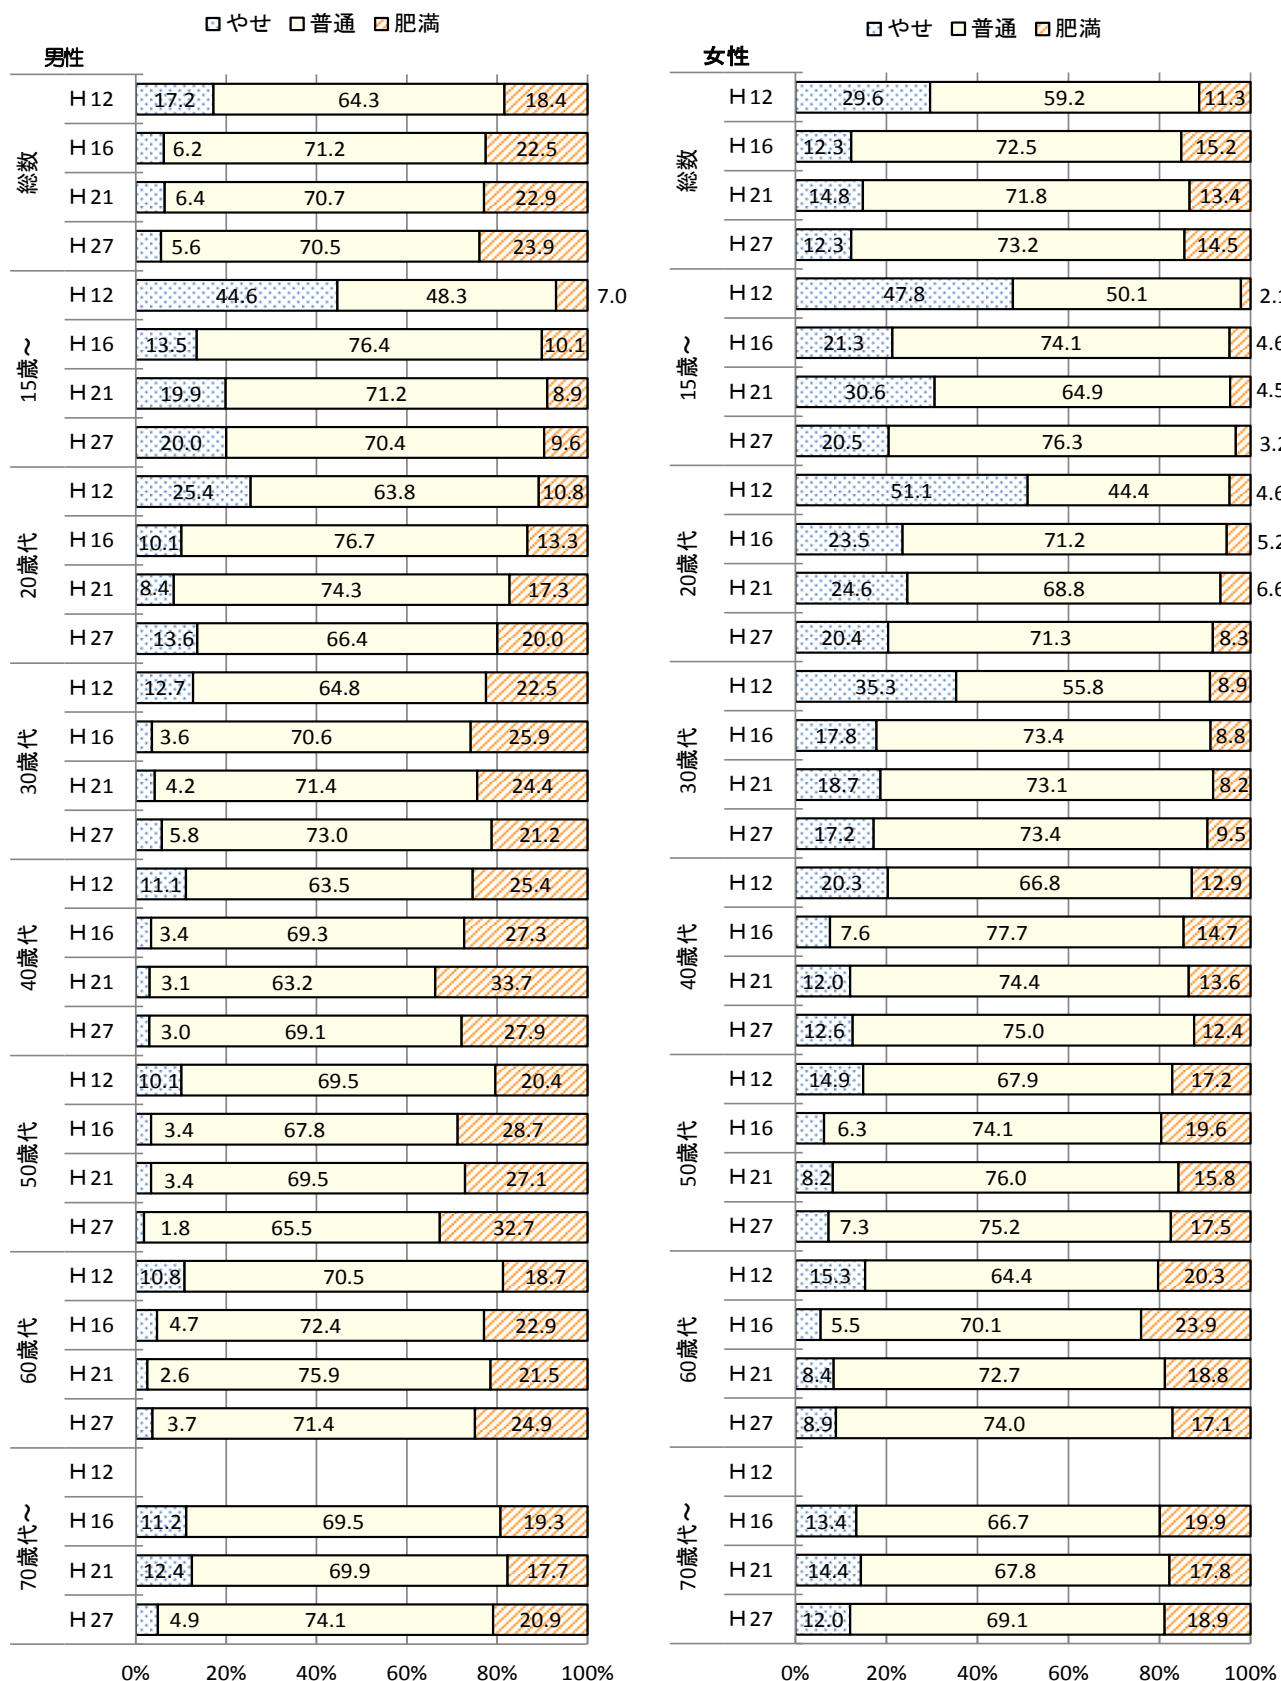 やせ 普通 肥満
男性
総数
H12 17.2 64.3 18.4
H16 6.2 71.2 22.5
H21 6.4 70.7 22.9
H27 5.6 70.5 23.9
15歳~
H12 44.6 48.3 7.0
H16 13.5 76.4 10.1
H21 19.9 71.2 8.9
H27 20.0 70.4 9.6
20歳代
H12 25.4 63.8 10.8
H16 10.1 76.7 13.3
H21 8.4 74.3 17.3
H27 13.6 66.4 20.0
30歳代
H12 12.7 64.8 22.5
H16 3.6 70.6 25.9
H21 4.2 71.4 24.4
H27 5.8 73.0 21.2
40歳代
H12 11.1 63.5 25.4
H16 3.4 69.3 27.3
H21 3.1 63.2 33.7
H27 3.0 69.1 27.9
50歳代
H12 10.1 69.5 20.4
H16 3.4 67.8 28.7
H21 3.4 69.5 27.1
H27 1.8 65.5 32.7
60歳代
H12 10.8 70.5 18.7
H16 4.7 72.4 22.9
H21 2.6 75.9 21.5
H27 3.7 71.4 24.9
70歳代~
H12
H16 11.2 69.5 19.3
H21 12.4 69.9 17.7
H27 4.9 74.1 20.9
0% 20% 40% 60% 80% 100%
やせ 普通 肥満
女性
総数
H12 29.6 59.2 11.3
H16 12.3 72.5 15.2
H21 14.8 71.8 13.4
H27 12.3 73.2 14.5
15歳~
H12 47.8 50.1 2.1
H16 21.3 74.1 4.6
H21 30.6 64.9 4.5
H27 20.5 76.3 3.2
20歳代
H12 51.1 44.4 4.6
H16 23.5 71.2 5.2
H21 24.6 68.8 6.6
H27 20.4 71.3 8.3
30歳代
H12 35.3 55.8 8.9
H16 17.8 73.4 8.8
H21 18.7 73.1 8.2
H27 17.2 73.4 9.5
40歳代
H12 20.3 66.8 12.9
H16 7.6 77.7 14.7
H21 12.0 74.4 13.6
H27 12.6 75.0 12.4
50歳代
H12 14.9 67.9 17.2
H16 6.3 74.1 19.6
H21 8.2 76.0 15.8
H27 7.3 75.2 17.5
60歳代
H12 15.3 64.4 20.3
H16 5.5 70.1 23.9
H21 8.4 72.7 18.8
H27 8.9 74.0 17.1
70歳代~
H12
H16 13.4 66.7 19.9
H21 14.4 67.8 17.8
H27 12.0 69.1 18.9
0% 20% 40% 60% 80% 100%